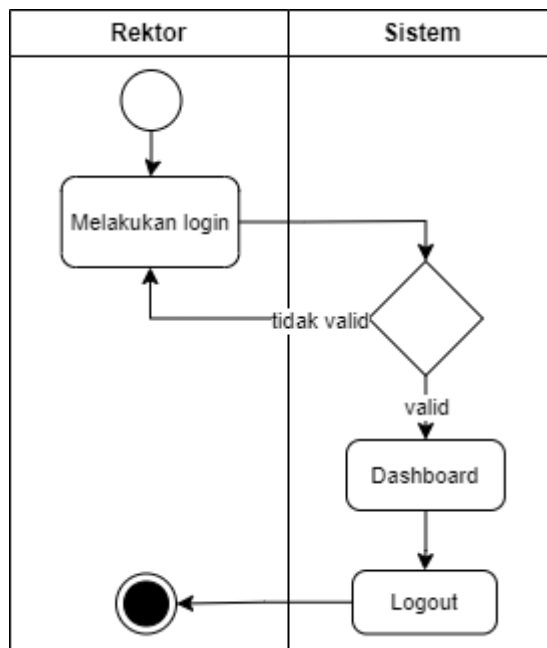 Rektor
Sistem
Melakukan login
tidak valid
valid
Dashboard
Logout